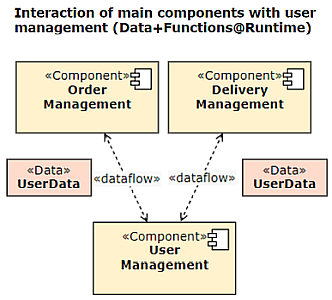 Interaction of main components with user
management (Data+Functions@Runtime)
«Component»
Order
Management
«Component»
Delivery
Management
«Data»
UserData
«dataflow»
«dataflow»
«Data»
UserData
«Component»
User
Management